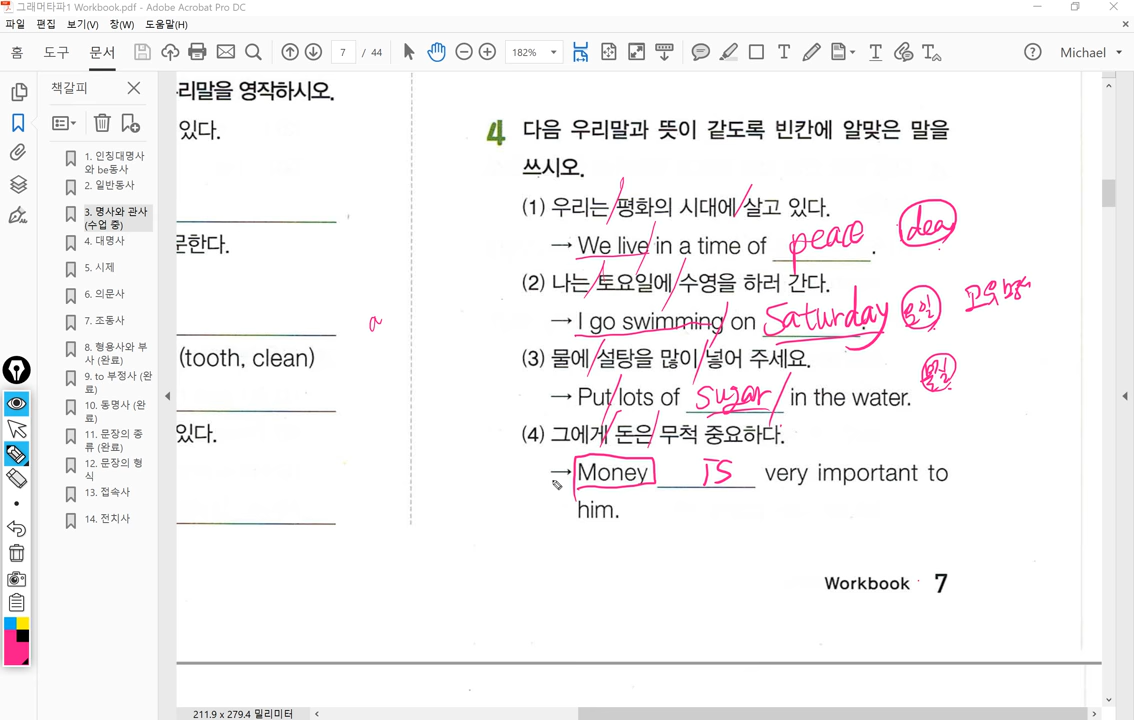 그래머타파1 Workbook.pdf - Adobe Acrobat Pro DC
파일 편집 보기(V) 창(W) 도움말(H)
홈 도구 문서 7 / 44 182% Michael
책갈피
1. 인칭대명사
와 be동사
2. 일반동사
3. 명사와 관사
(수업 중)
4. 대명사
5. 시제
6. 의문사
7. 조동사
8. 형용사와 부
사 (완료)
9. to 부정사 (완
료)
10. 동명사 (완
료)
11. 문장의 종
류 (완료)
12. 문장의 형
식
13. 접속사
14. 전치사
리말을 영작하시오.
있다.
문한다.
a
(tooth, clean)
있다.
4 다음 우리말과 뜻이 같도록 빈칸에 알맞은 말을
쓰시오.
(1) 우리는 평화의 시대에 살고 있다.
→ We live in a time of peace . idea
(2) 나는 토요일에 수영을 하러 간다.
→ I go swimming on Saturday . 요일
(3) 물에 설탕을 많이 넣어 주세요.
물질
→ Put lots of sugar in the water.
(4) 그에게 돈은 무척 중요하다.
→ Money is very important to
him.
Workbook 7
211.9 x 279.4 밀리미터